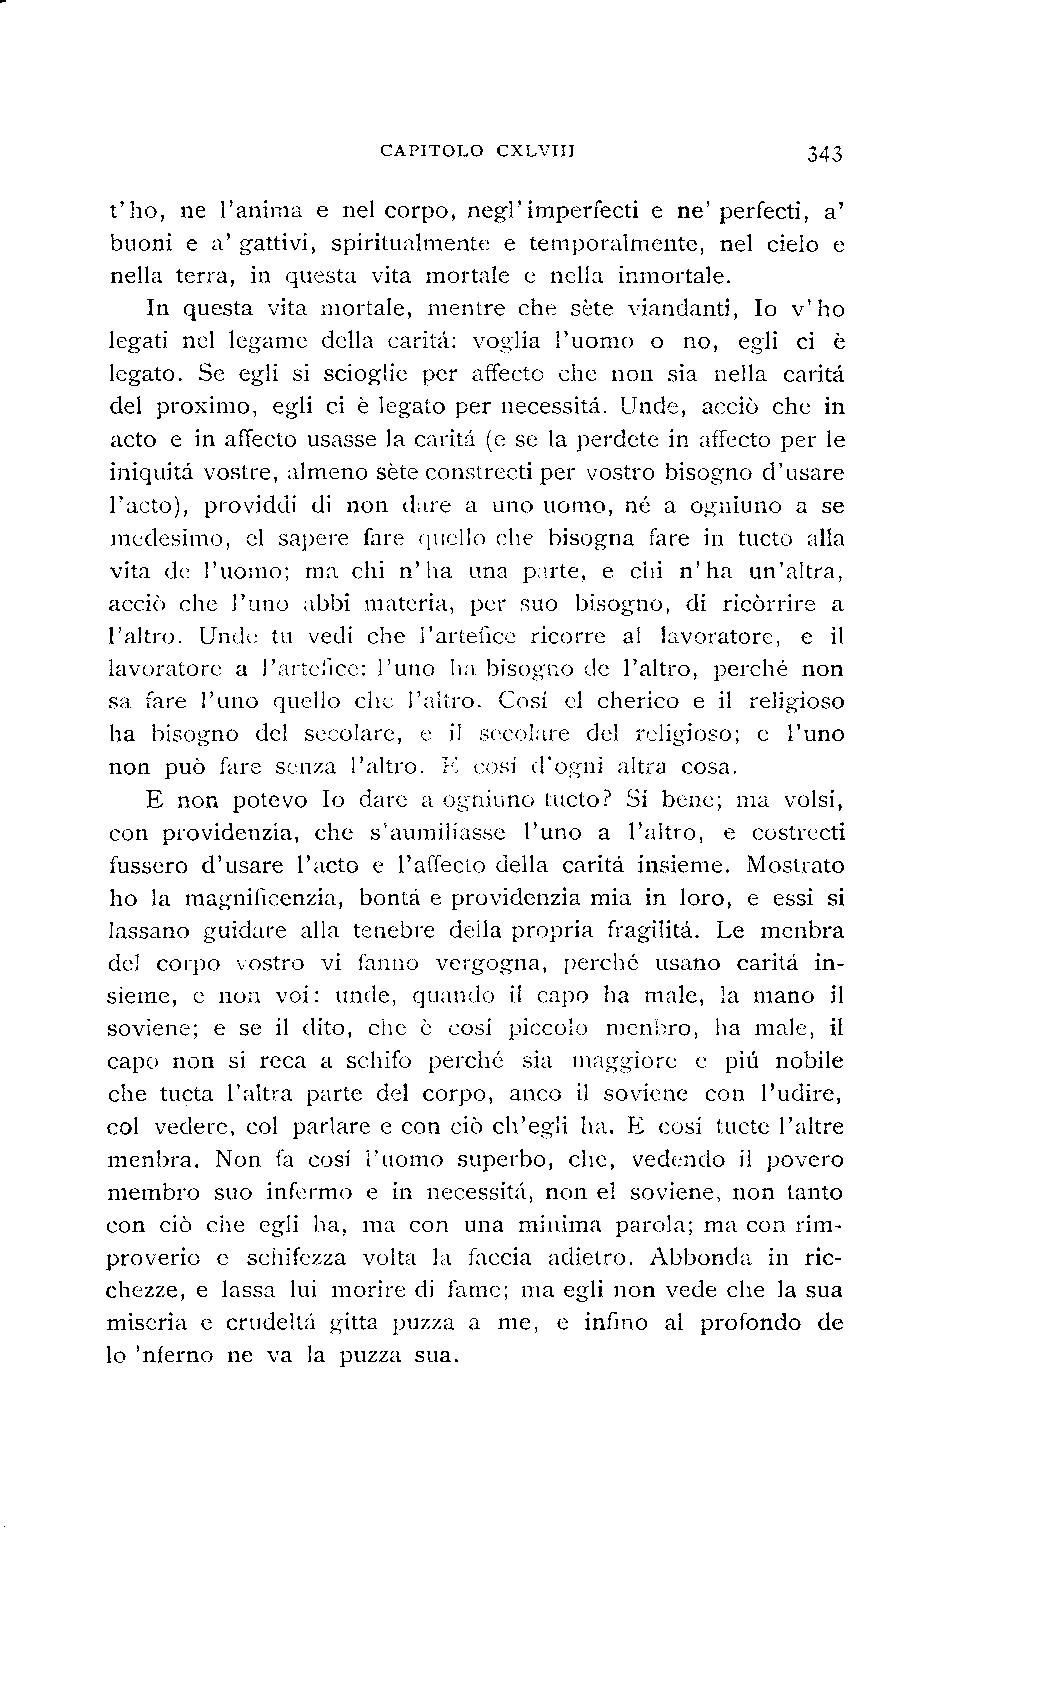 CAPITOLO CXLVIII 343
t'ho, ne l'anima e nel corpo, negl'imperfecti e ne' perfecti, a'
buoni e a' gattivi, spiritualmente e temporalmente, nel cielo e
nella terra, in questa vita mortale e nella inmortale.
In questa vita mortale, mentre che sète viandanti, Io v'ho
legati nel legame della caritá: voglia l'uomo o no, egli ci è
legato. Se egli si scioglie per affecto che non sia nella caritá
del proximo, egli ci è legato per necessitá. Unde, acciò che in
acto e in affecto usasse la caritá (e se la perdete in affecto per le
iniquitá vostre, almeno sète constrecti per vostro bisogno d'usare
l'acto), providdi di non dare a uno uomo, né a ogniuno a se
medesimo, el sapere fare quello che bisogna fare in tucto alla
vita de l'uomo; ma chi n'ha una parte, e chi n'ha un'altra,
acciò che l'uno abbi materia, per suo bisogno, di ricòrrire a
l'altro. Unde tu vedi che l'artefice ricorre al lavoratore, e il
lavoratore a l'artefice: l'uno ha bisogno de l'altro, perché non
sa fare l'uno quello che l'altro. Cosí el cherico e il religioso
ha bisogno del secolare, e il secolare del religioso; e l'uno
non può fare senza l'altro. E cosí d'ogni altra cosa.
E non potevo Io dare a ogniuno tucto? Sí bene; ma volsi,
con providenzia, che s'aumiliasse l'uno a l'altro, e costrecti
fussero d'usare l'acto e l'affecto della caritá insieme. Mostrato
ho la magnificenzia, bontá e providenzia mia in loro, e essi si
lassano guidare alla tenebre della propria fragilitá. Le menbra
del corpo vostro vi fanno vergogna, perché usano caritá in-
sieme, e non voi: unde, quando il capo ha male, la mano il
soviene; e se il dito, che è cosí piccolo menbro, ha male, il
capo non si reca a schifo perché sia maggiore e piú nobile
che tucta l'altra parte del corpo, anco il soviene con l'udire,
col vedere, col parlare e con ciò ch'egli ha. E cosí tucte l'altre
menbra. Non fa cosí l'uomo superbo, che, vedendo il povero
membro suo infermo e in necessitá, non el soviene, non tanto
con ciò che egli ha, ma con una minima parola; ma con rim-
proverio e schifezza volta la faccia adietro. Abbonda in ric-
chezze, e lassa lui morire di fame; ma egli non vede che la sua
miseria e crudeltá gitta puzza a me, e infino al profondo de
lo 'nferno ne va la puzza sua.